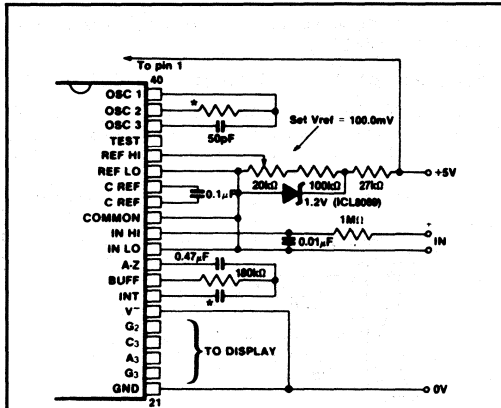 To pin 1
40
OSC 1
OSC 2
*
OSC 3
50pF
Set Vref = 100.0mV
TEST
REF HI
REF LO
20kΩ
100kΩ
27kΩ
+5V
C REF
0.1μF
1.2V (ICL8069)
C REF
COMMON
1MΩ
IN HI
+
0.01μF
IN
IN LO
-
A-Z
0.47μF
BUFF
180kΩ
INT
*
V-
G2
C3
TO DISPLAY
A3
G3
GND
0V
21